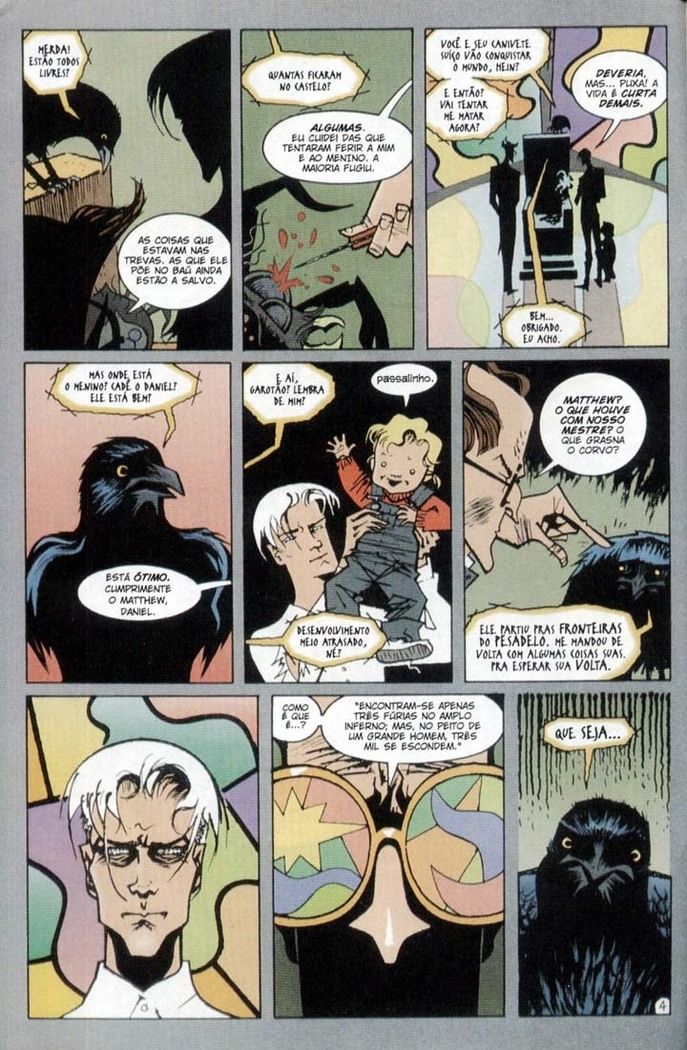 MERDA!
ESTÃO TODOS
LIVRES?
AS COISAS QUE
ESTAVAM NAS
TREVAS. AS QUE ELE
PÕE NO BAÚ AINDA
ESTÃO A SALVO.
QUANTAS FICARAM
NO CASTELO?
ALGUMAS.
EU CUIDEI DAS QUE
TENTARAM FERIR A MIM
E AO MENINO. A
MAIORIA FUGIU.
VOCÊ E SEU CANIVETE
SUÍÇO VÃO CONQUISTAR
O MUNDO, HEIN?
E ENTÃO?
VAI TENTAR
ME MATAR
AGORA?
DEVERIA,
MAS... PUXA! A
VIDA É CURTA
DEMAIS.
BEM...
OBRIGADO.
EU ACHO.
MAS ONDE ESTÁ
O MENINO? CADÊ O DANIEL?
ELE ESTÁ BEM?
ESTÁ ÓTIMO.
CUMPRIMENTE
O MATTHEW,
DANIEL.
E AÍ,
GAROTÃO? LEMBRA
DE MIM?
passalinho.
DESENVOLVIMENTO
MEIO ATRASADO,
NÉ?
MATTHEW?
O QUE HOUVE
COM NOSSO
MESTRE? O
QUE GRASNA
O CORVO?
ELE PARTIU PRAS FRONTEIRAS
DO PESADELO. ME MANDOU DE
VOLTA COM ALGUMAS COISAS SUAS.
PRA ESPERAR SUA VOLTA.
COMO
É QUE
É...?
"ENCONTRAM-SE APENAS
TRÊS FÚRIAS NO AMPLO
INFERNO; MAS, NO PEITO DE
UM GRANDE HOMEM, TRÊS
MIL SE ESCONDEM."
QUE SEJA...
4